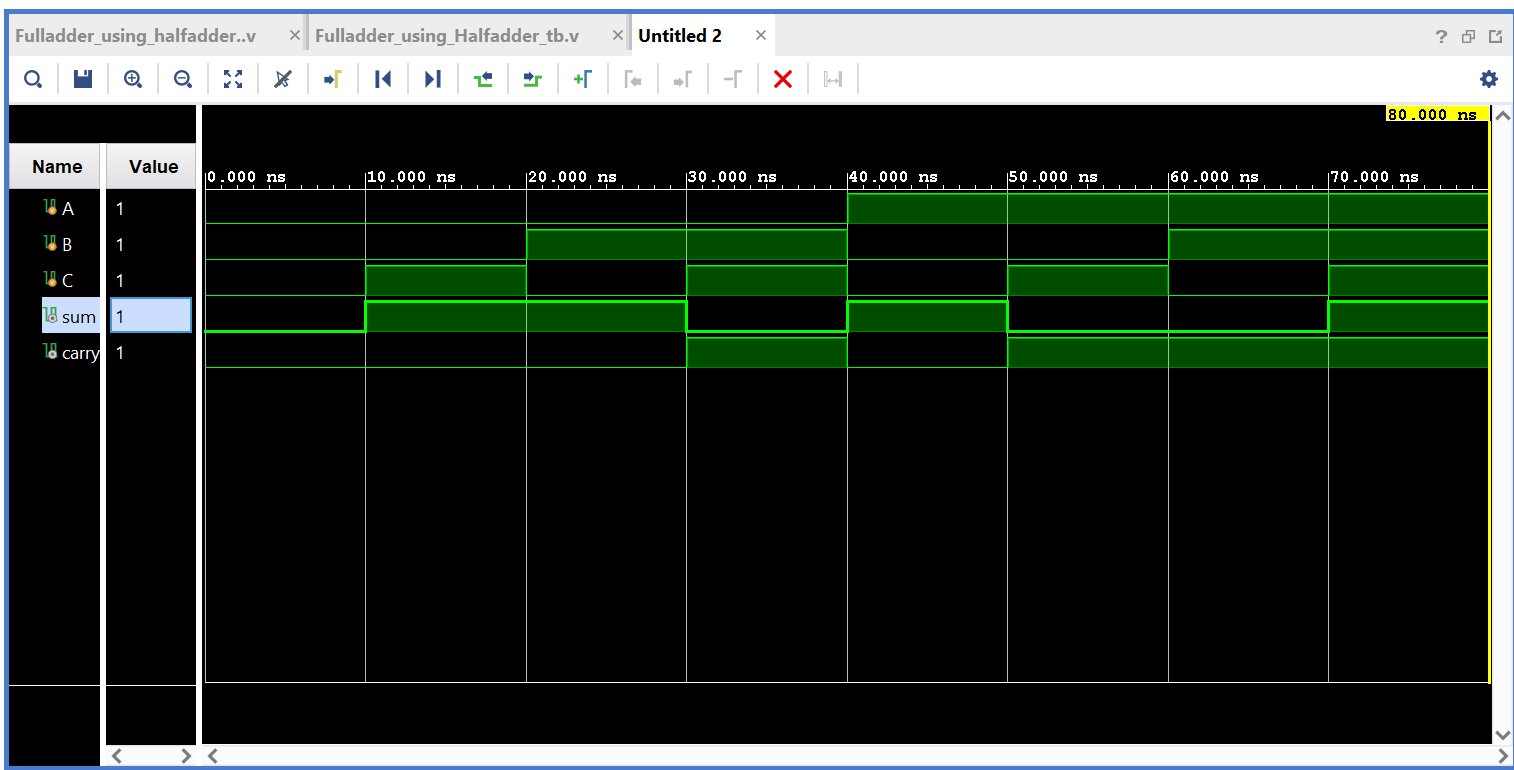 Fulladder_using_halfadder..v × Fulladder_using_Halfadder_tb.v × Untitled 2 × ?
80.000 ns
Name Value
0.000 ns 10.000 ns 20.000 ns 30.000 ns 40.000 ns 50.000 ns 60.000 ns 70.000 ns
A 1
B 1
C 1
sum 1
carry 1